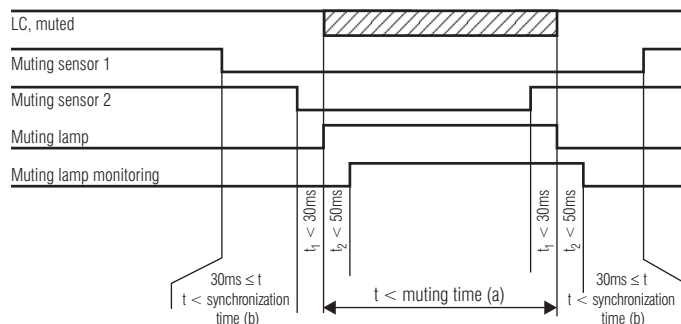 LC, muted
Muting sensor 1
Muting sensor 2
Muting lamp
Muting lamp monitoring
t₁ < 30ms
t₂ < 50ms
t₁ < 30ms
t₂ < 50ms
30ms ≤ t
t < synchronization
time (b)
t < muting time (a)
30ms ≤ t
t < synchronization
time (b)